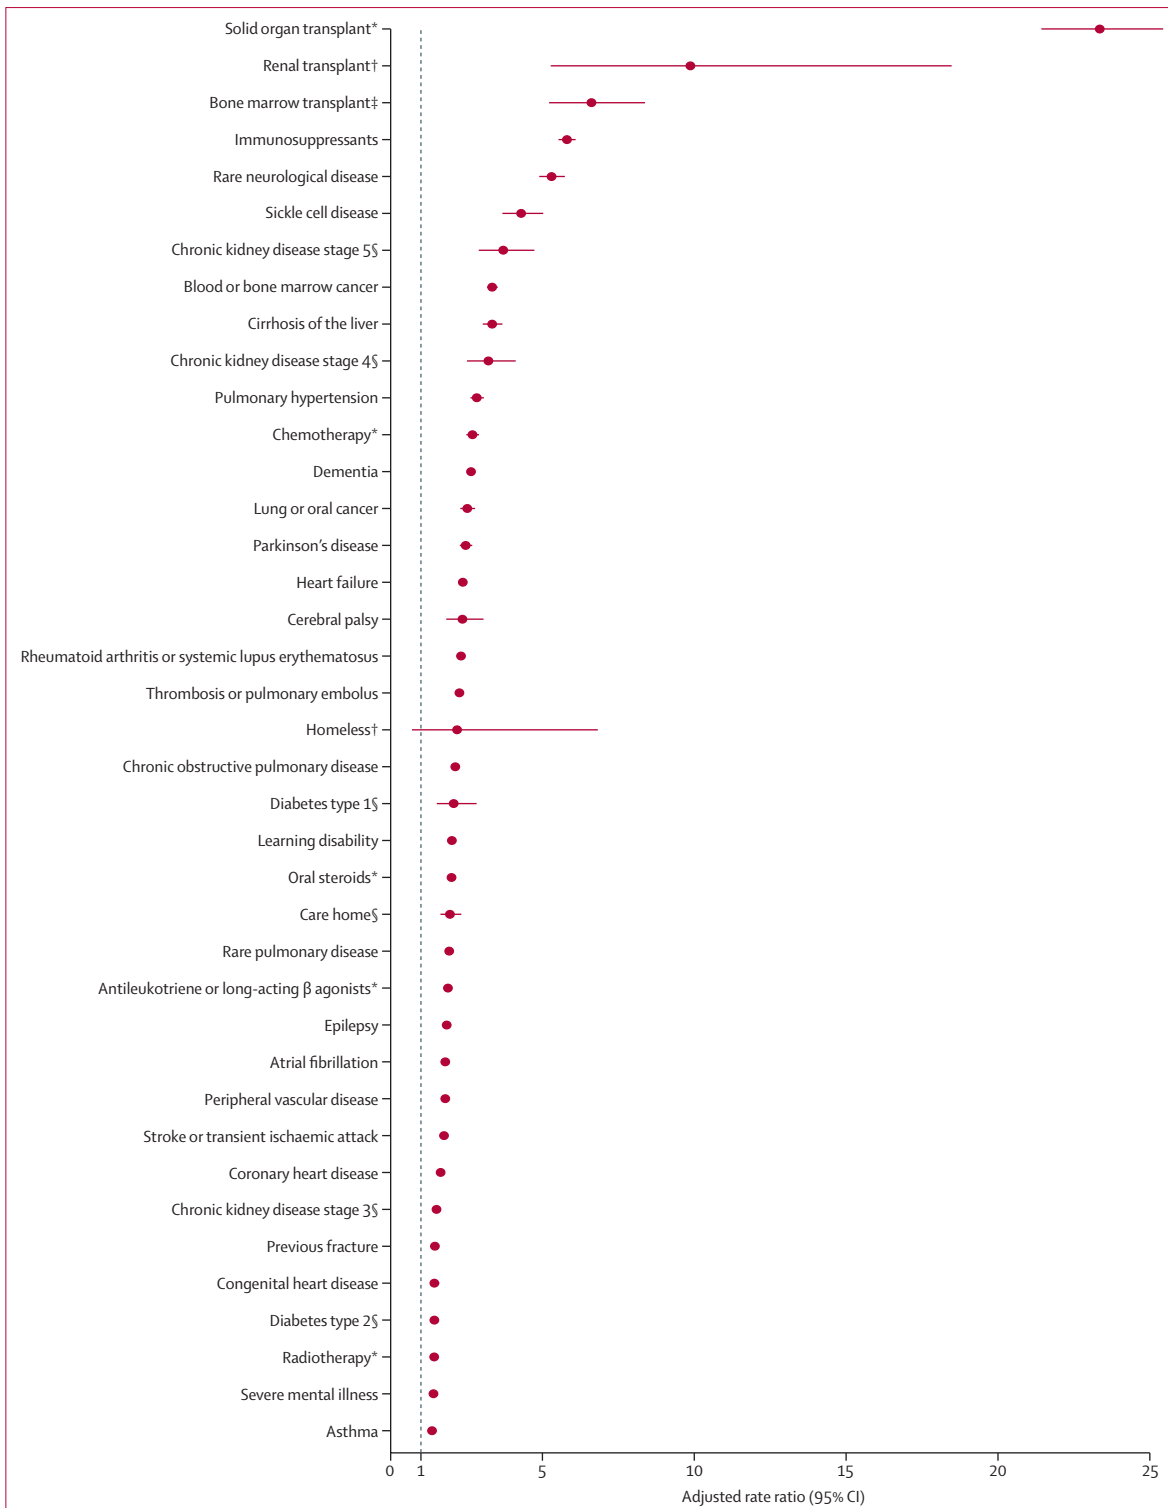 Solid organ transplant*
Renal transplant†
Bone marrow transplant‡
Immunosuppressants
Rare neurological disease
Sickle cell disease
Chronic kidney disease stage 5§
Blood or bone marrow cancer
Cirrhosis of the liver
Chronic kidney disease stage 4§
Pulmonary hypertension
Chemotherapy*
Dementia
Lung or oral cancer
Parkinson’s disease
Heart failure
Cerebral palsy
Rheumatoid arthritis or systemic lupus erythematosus
Thrombosis or pulmonary embolus
Homeless†
Chronic obstructive pulmonary disease
Diabetes type 1§
Learning disability
Oral steroids*
Care home§
Rare pulmonary disease
Antileukotriene or long-acting β agonists*
Epilepsy
Atrial fibrillation
Peripheral vascular disease
Stroke or transient ischaemic attack
Coronary heart disease
Chronic kidney disease stage 3§
Previous fracture
Congenital heart disease
Diabetes type 2§
Radiotherapy*
Severe mental illness
Asthma
0 1 5 10 15 20 25
Adjusted rate ratio (95% CI)